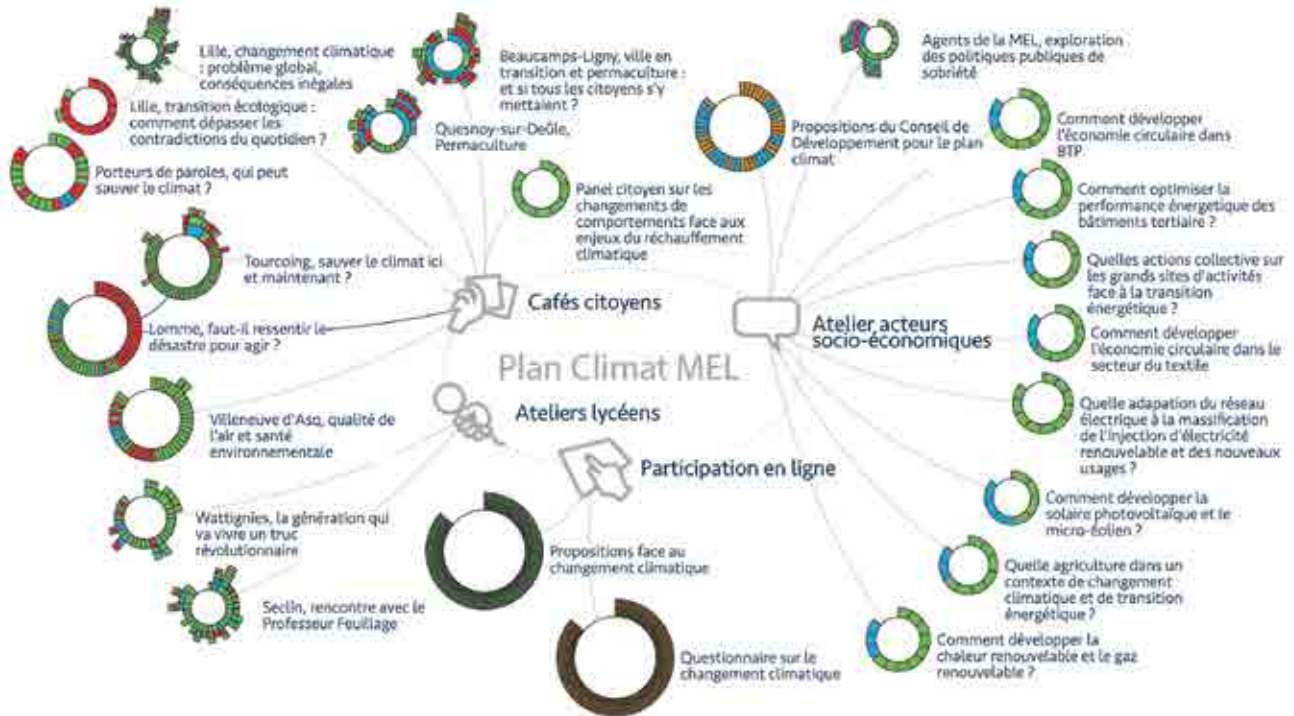 Lille, changement climatique
: problème global,
conséquences inégales
Lille, transition écologique :
comment dépasser les
contradictions du quotidien ?
Porteurs de paroles, qui peut
sauver le climat ?
Beaucamps-Ligny, ville en
transition et permaculture :
et si tous les citoyens s'y
mettaient ?
Quesnoy-sur-Deûle,
Permaculture
Panel citoyen sur les
changements de
comportements face aux
enjeux du réchauffement
climatique
Tourcoing, sauver le climat ici
et maintenant ?
Lomme, faut-il ressentir le
désastre pour agir ?
Cafés citoyens
Plan Climat MEL
Ateliers lycéens
Participation en ligne
Villeneuve d'Asq, qualité de
l'air et santé
environnementale
Wattignies, la génération qui
va vivre un truc
révolutionnaire
Seclin, rencontre avec le
Professeur Feuillage
Propositions face au
changement climatique
Questionnaire sur le
changement climatique
Propositions du Conseil de
Développement pour le plan
climat
Atelier acteurs
socio-économiques
Agents de la MEL, exploration
des politiques publiques de
sobriété
Comment développer
l'économie circulaire dans
BTP
Comment optimiser la
performance énergetique des
bâtiments tertiaire ?
Quelles actions collective sur
les grands sites d'activités
face à la transition
énergétique ?
Comment développer
l'économie circulaire dans le
secteur du textile
Quelle adapation du réseau
électrique à la massification
de l'injection d'électricité
renouvelable et des nouveaux
usages ?
Comment développer la
solaire photovoltaïque et le
micro-éolien ?
Quelle agriculture dans un
contexte de changement
climatique et de transition
énergétique ?
Comment développer la
chaleur renouvelable et le gaz
renouvelable ?